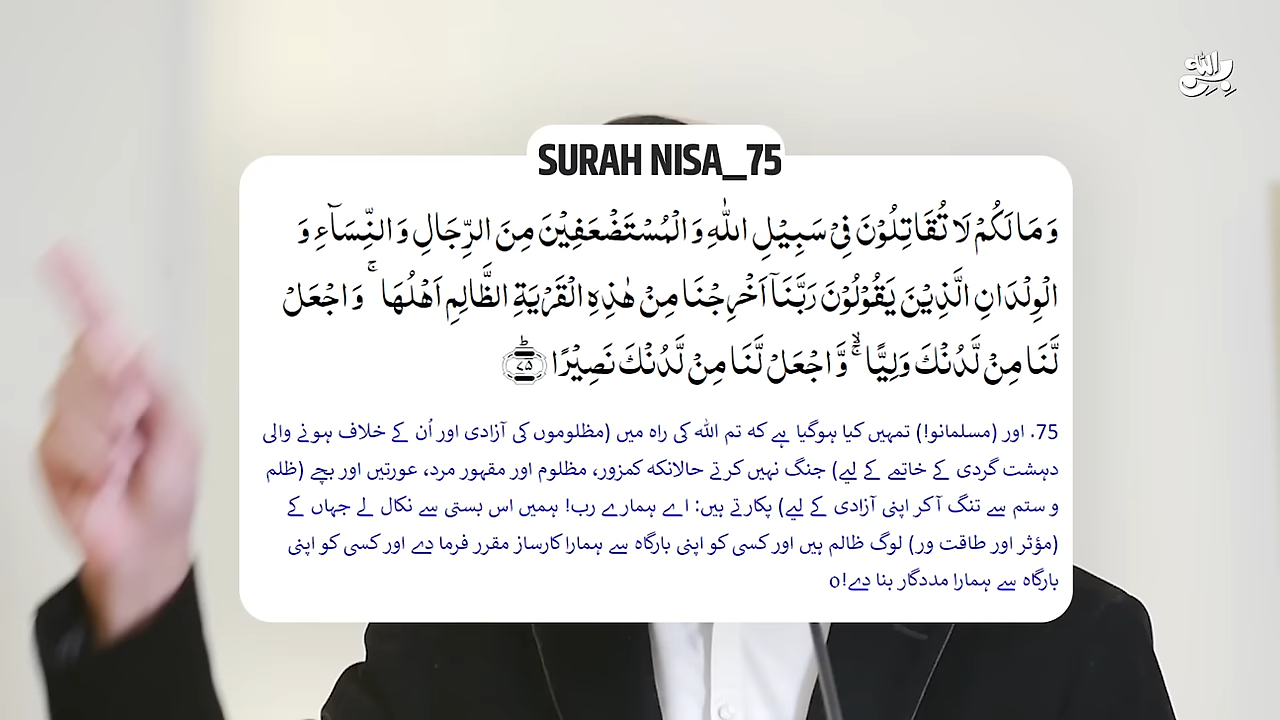 بسم الله
SURAH NISA_75
وَمَا لَكُمْ لَا تُقَاتِلُوْنَ فِیْ سَبِیْلِ اللّٰهِ وَالْمُسْتَضْعَفِیْنَ مِنَ الرِّجَالِ وَالنِّسَآءِ وَ
الْوِلْدَانِ الَّذِیْنَ یَقُوْلُوْنَ رَبَّنَاۤ اَخْرِجْنَا مِنْ هٰذِهِ الْقَرْیَةِ الظَّالِمِ اَهْلُهَا ۚ وَاجْعَلْ
لَّنَا مِنْ لَّدُنْكَ وَلِیًّا ۙۚ وَّاجْعَلْ لَّنَا مِنْ لَّدُنْكَ نَصِیْرًا ؕ﴿۷۵﴾
75. اور (مسلمانو!) تمہیں کیا ہوگیا ہے کہ تم اللہ کی راہ میں (مظلوموں کی آزادی اور اُن کے خلاف ہونے والی
دہشت گردی کے خاتمے کے لیے) جنگ نہیں کرتے حالانکہ کمزور، مظلوم اور مقہور مرد، عورتیں اور بچے (ظلم
و ستم سے تنگ آکر اپنی آزادی کے لیے) پکارتے ہیں: اے ہمارے رب! ہمیں اس بستی سے نکال لے جہاں کے
(مؤثر اور طاقت ور) لوگ ظالم ہیں اور کسی کو اپنی بارگاہ سے ہمارا کارساز مقرر فرما دے اور کسی کو اپنی
بارگاہ سے ہمارا مددگار بنا دے!o